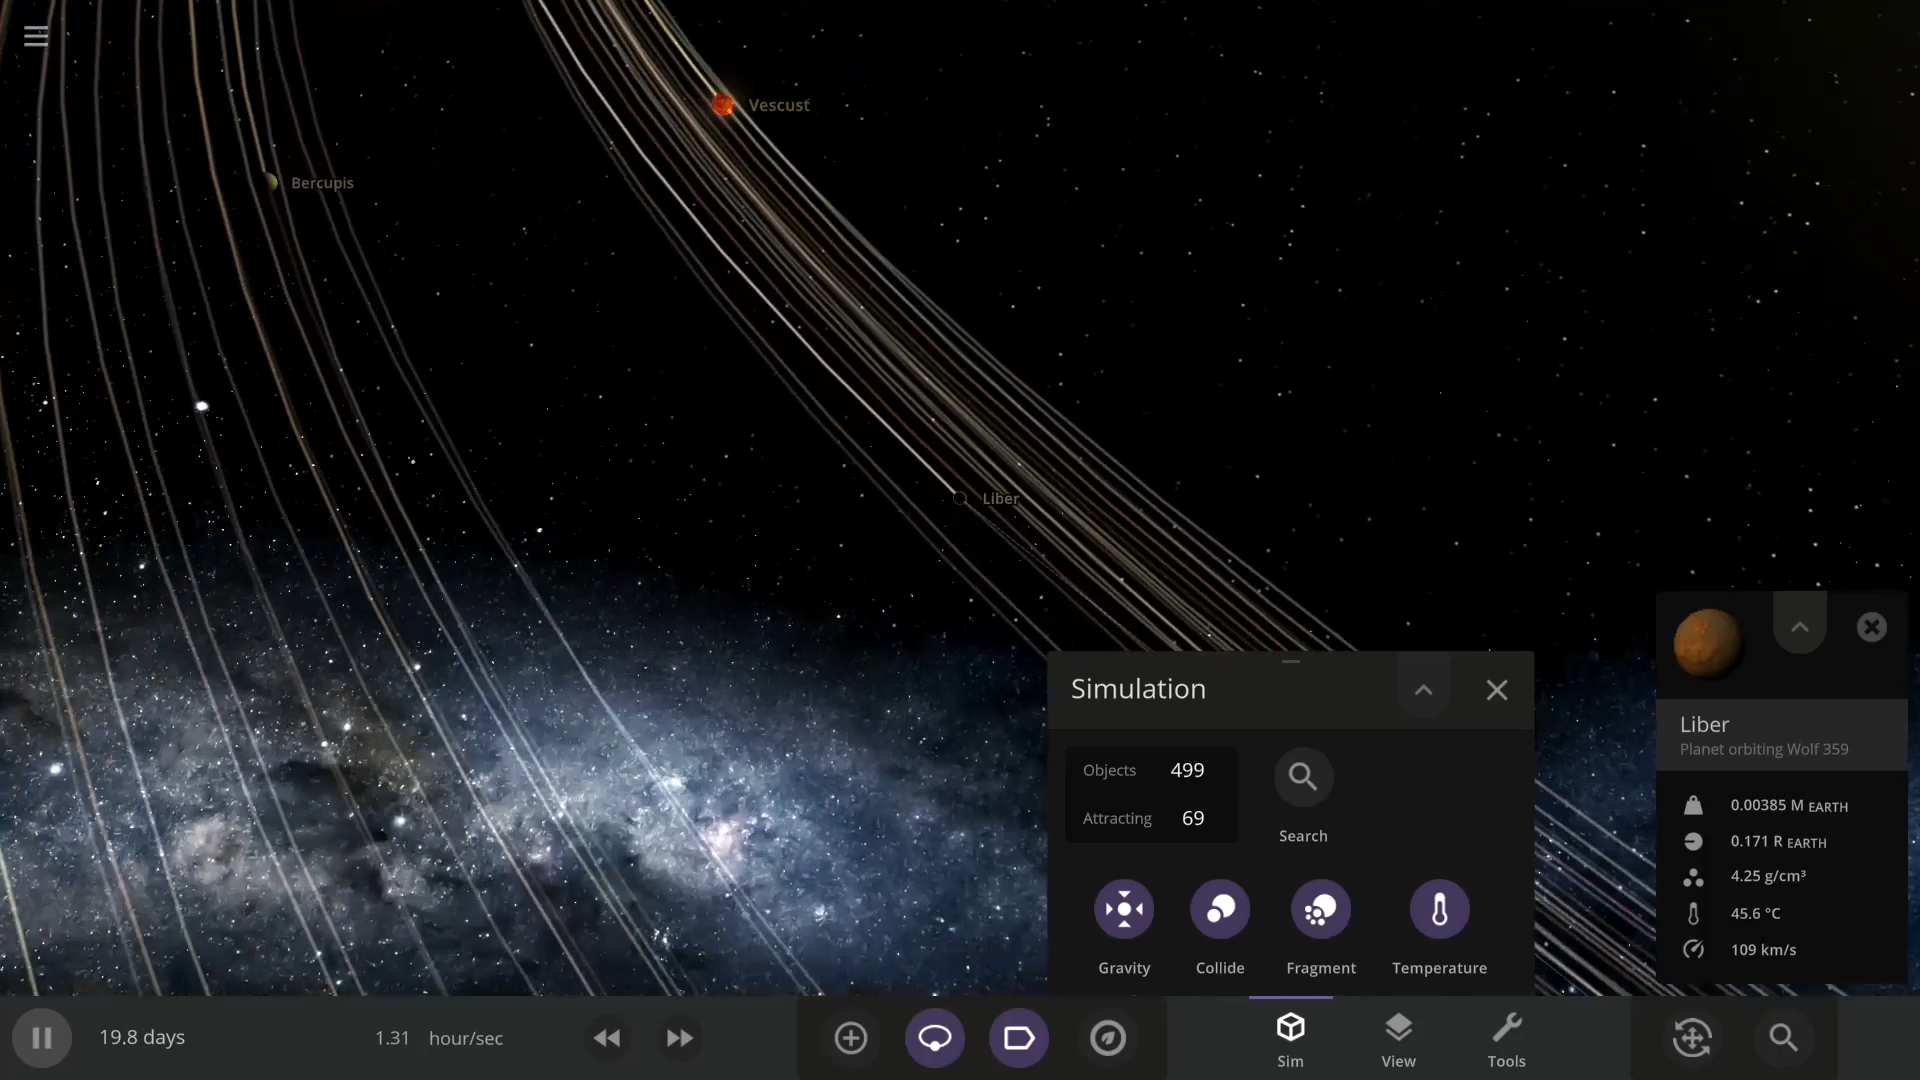 Vescust
Bercupis
Liber
Simulation
Objects 499
Attracting 69
Search
Gravity Collide Fragment Temperature
Liber
Planet orbiting Wolf 359
0.00385 M EARTH
0.171 R EARTH
4.25 g/cm³
45.6 °C
109 km/s
19.8 days 1.31 hour/sec
Sim View Tools